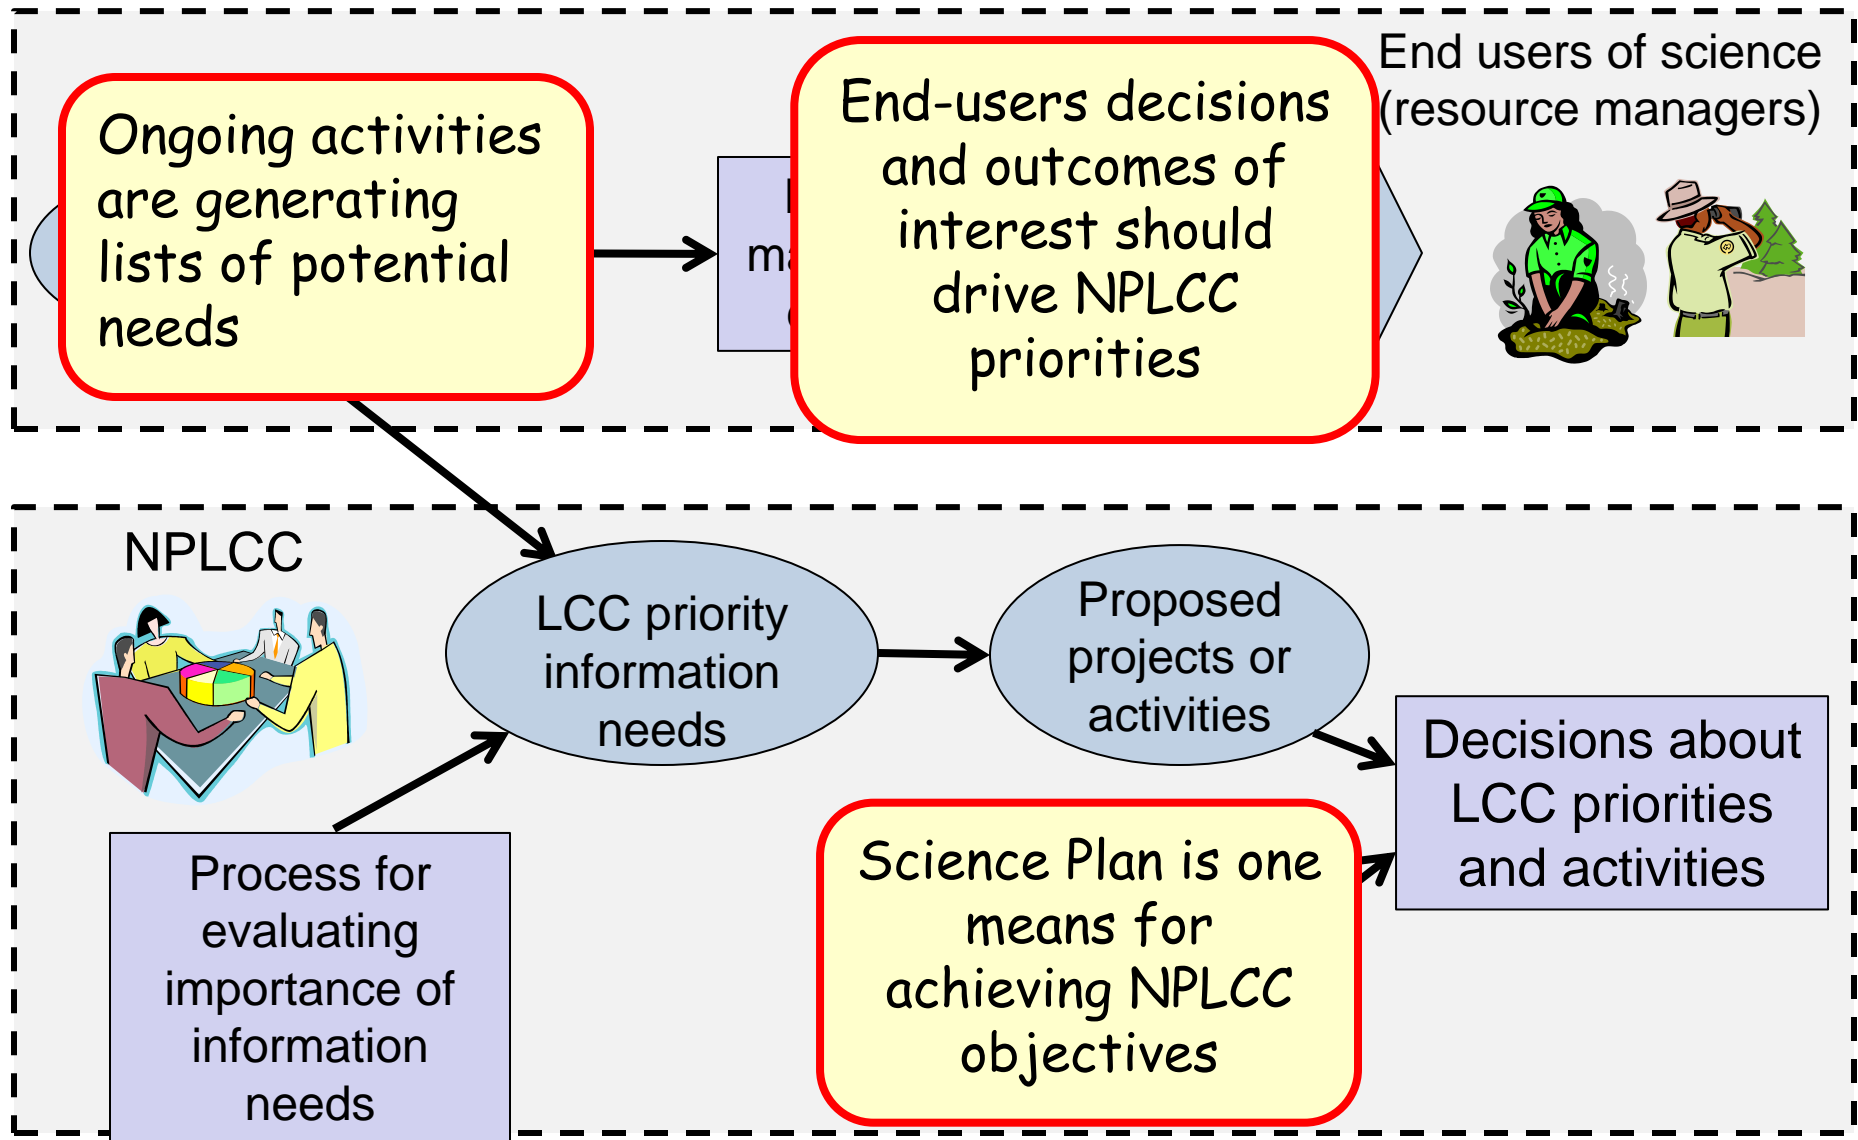 End users of science
(resource managers)
Ongoing activities
are generating
lists of potential
needs
End-users decisions
and outcomes of
interest should
drive NPLCC
priorities
NPLCC
LCC priority
information
needs
Proposed
projects or
activities
Decisions about
LCC priorities
and activities
Process for
evaluating
importance of
information
needs
Science Plan is one
means for
achieving NPLCC
objectives